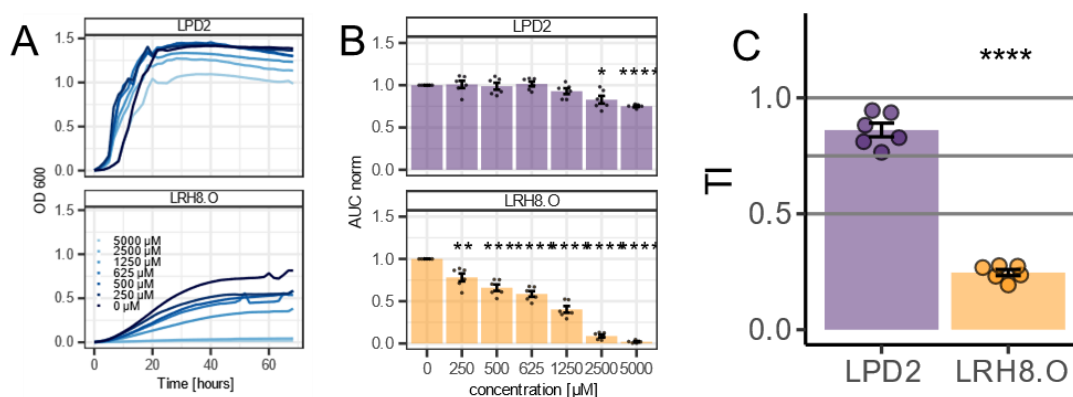 A
LPD2
1.5
1.0
0.5
0.0
LRH8.O
1.5
1.0
0.5
0.0
5000 µM
2500 µM
1250 µM
625 µM
500 µM
250 µM
0 µM
OD 600
0 20 40 60
Time [hours]
B
LPD2
1.5
1.0
0.5
0.0
* ****
LRH8.O
1.5
1.0
0.5
0.0
** **** **** **** **** ****
AUC norm
0 250 500 625 1250 2500 5000
concentration [µM]
C
****
1.0
0.5
0.0
TI
LPD2 LRH8.O